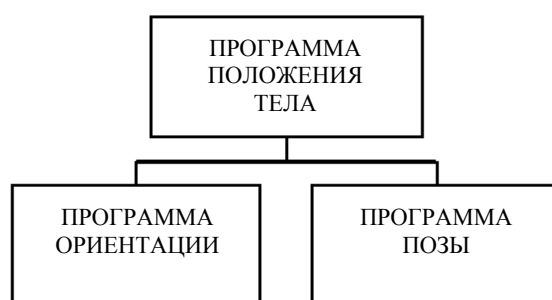 ПРОГРАММА
ПОЛОЖЕНИЯ
ТЕЛА
ПРОГРАММА
ОРИЕНТАЦИИ
ПРОГРАММА
ПОЗЫ